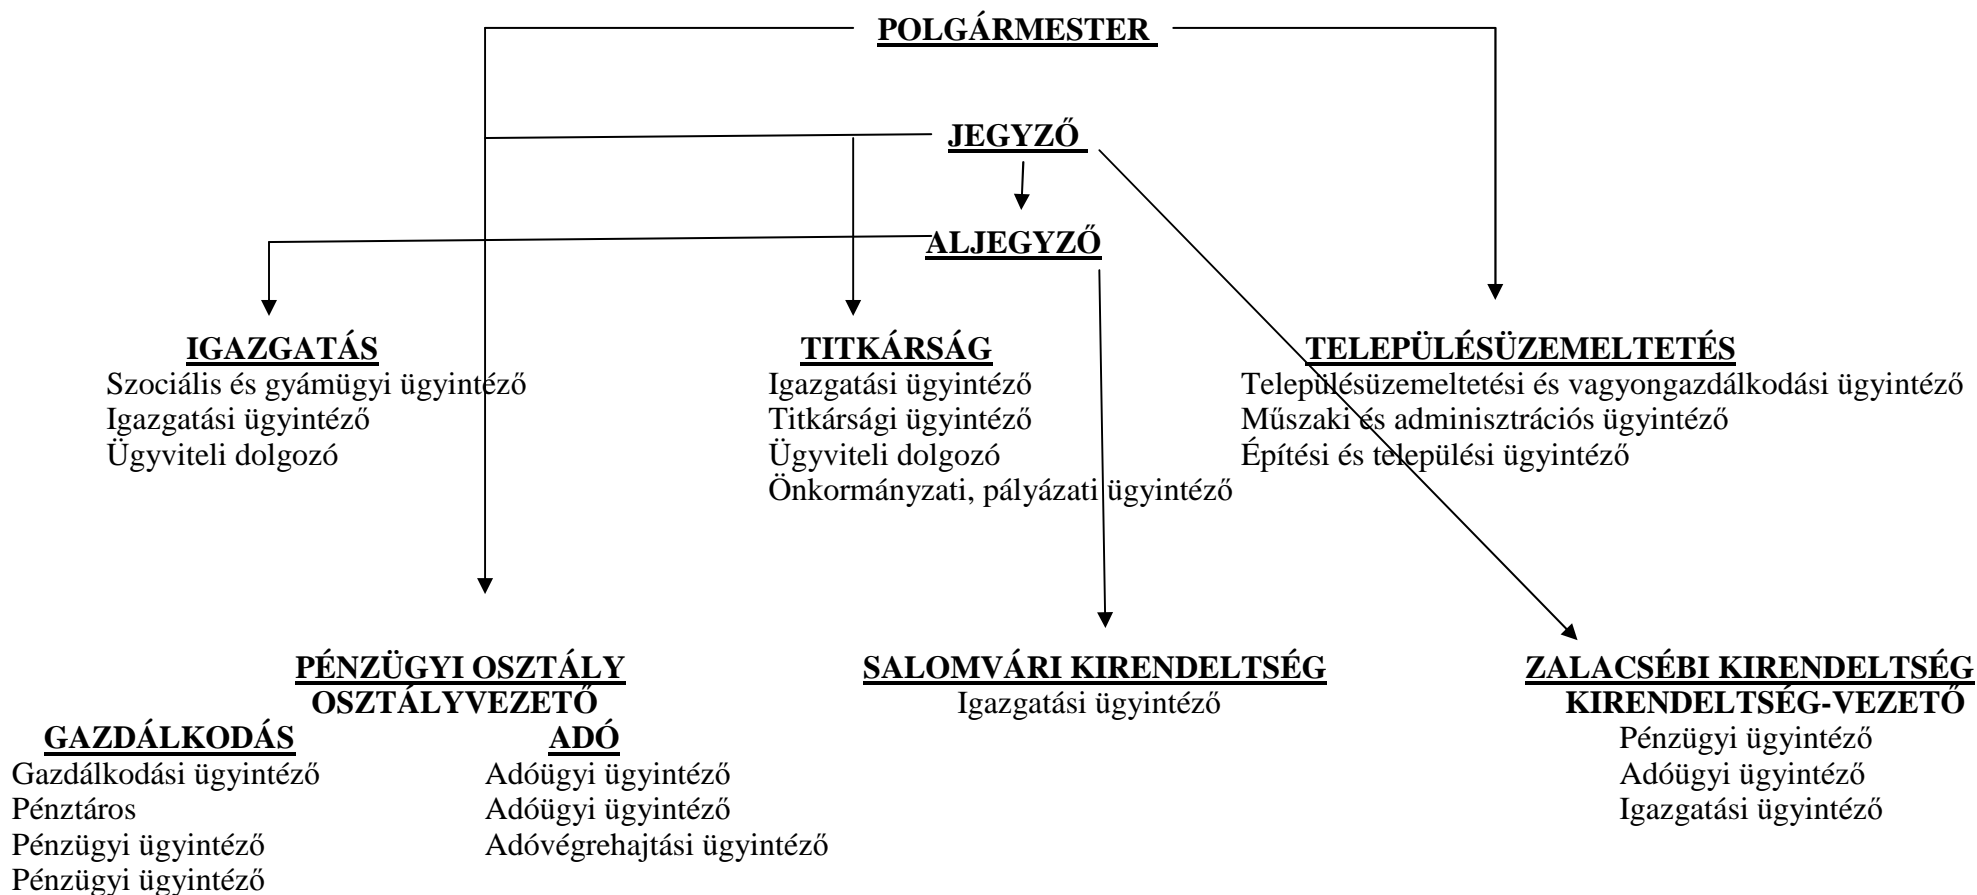 POLGÁRMESTER
JEGYZŐ
ALJEGYZŐ
IGAZGATÁS
Szociális és gyámügyi ügyintéző
Igazgatási ügyintéző
Ügyviteli dolgozó
TITKÁRSÁG
Igazgatási ügyintéző
Titkársági ügyintéző
Ügyviteli dolgozó
Önkormányzati, pályázati ügyintéző
TELEPÜLÉSÜZEMELTETÉS
Településüzemeltetési és vagyongazdálkodási ügyintéző
Műszaki és adminisztrációs ügyintéző
Építési és települési ügyintéző
PÉNZÜGYI OSZTÁLY
OSZTÁLYVEZETŐ
GAZDÁLKODÁS
Gazdálkodási ügyintéző
Pénztáros
Pénzügyi ügyintéző
Pénzügyi ügyintéző
ADÓ
Adóügyi ügyintéző
Adóügyi ügyintéző
Adóvégrehajtási ügyintéző
SALOMVÁRI KIRENDELTSÉG
Igazgatási ügyintéző
ZALACSÉBI KIRENDELTSÉG
KIRENDELTSÉG-VEZETŐ
Pénzügyi ügyintéző
Adóügyi ügyintéző
Igazgatási ügyintéző